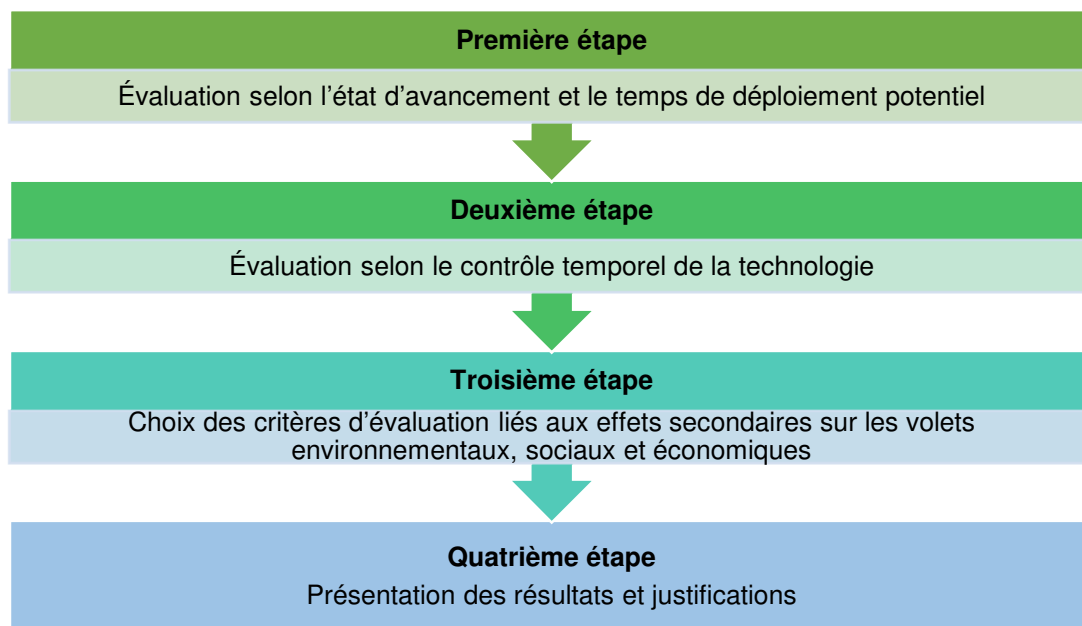 Première étape
Évaluation selon l'état d'avancement et le temps de déploiement potentiel
Deuxième étape
Évaluation selon le contrôle temporel de la technologie
Troisième étape
Choix des critères d'évaluation liés aux effets secondaires sur les volets
environnementaux, sociaux et économiques
Quatrième étape
Présentation des résultats et justifications